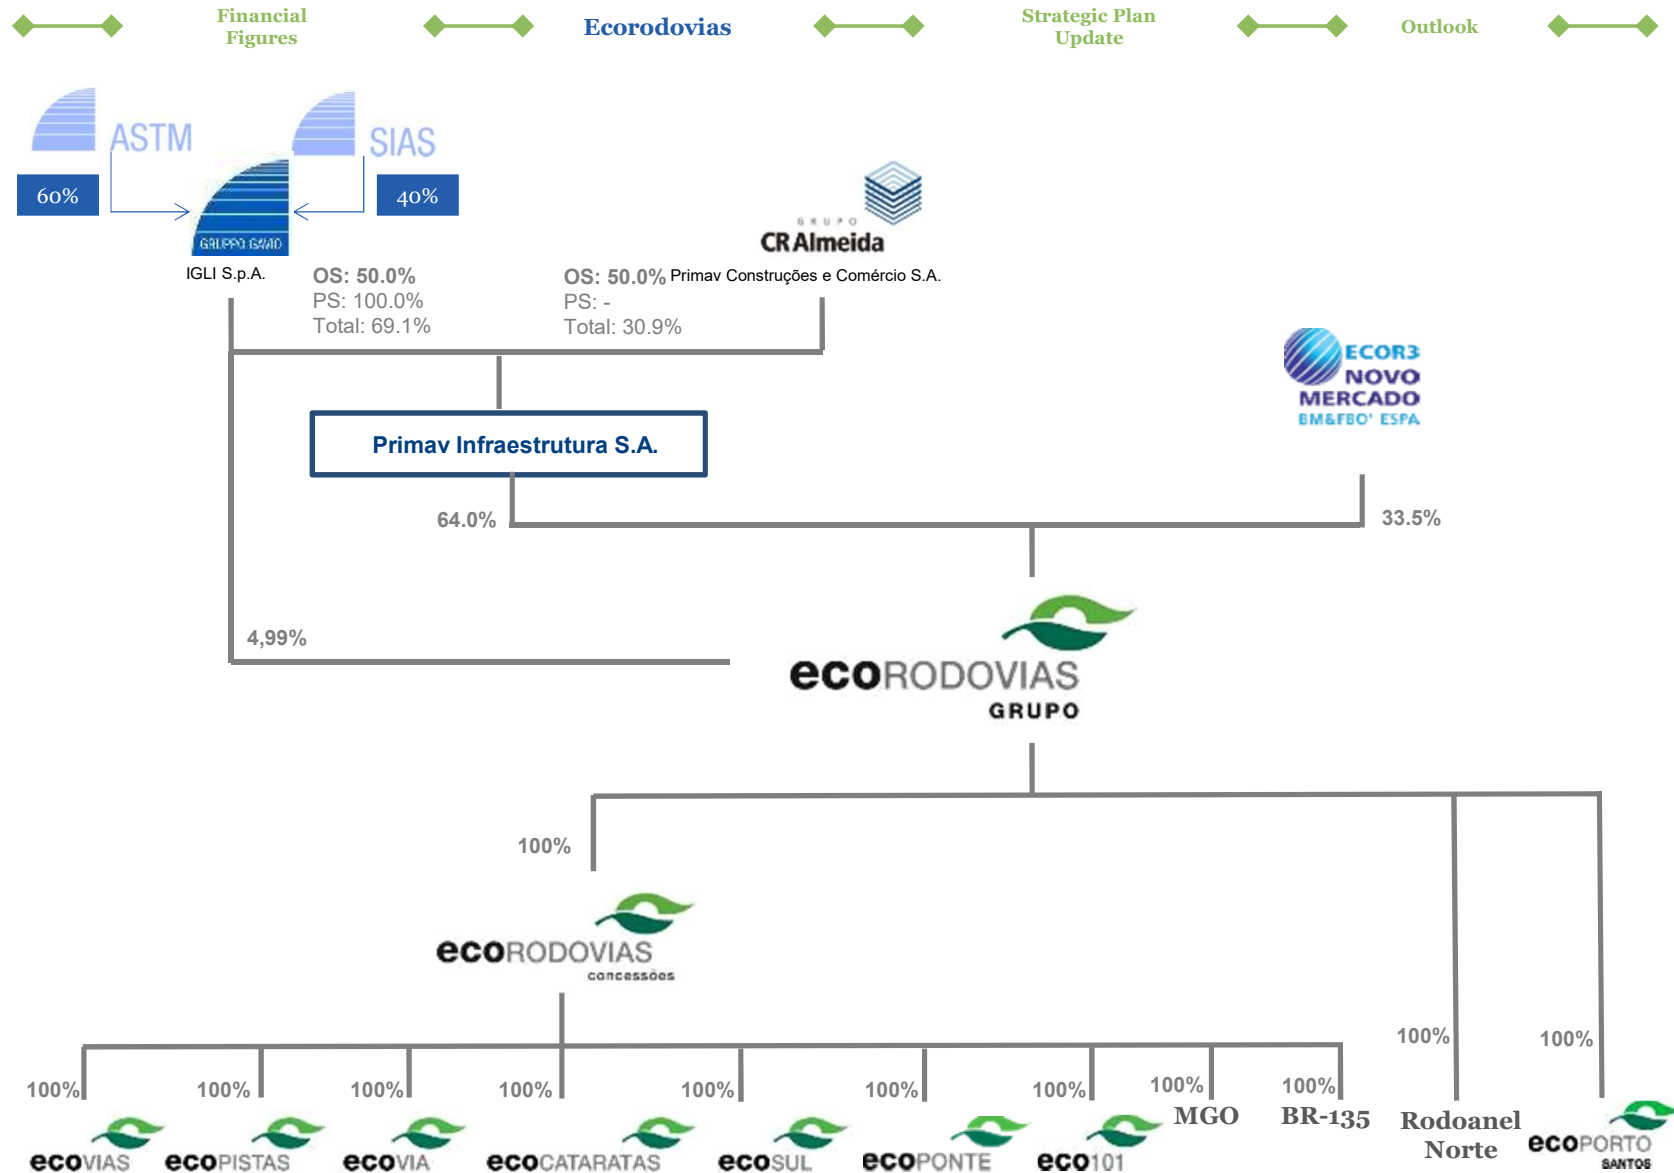 Financial
Figures
Ecorodovias
Strategic Plan
Update
Outlook
ASTM
SIAS
60%
40%
GRUPPO GAVIO
GRUPO
CR Almeida
IGLI S.p.A.
OS: 50.0%
PS: 100.0%
Total: 69.1%
OS: 50.0%
PS: -
Total: 30.9%
Primav Construções e Comércio S.A.
ECOR3
NOVO
MERCADO
BM&FBO' ESPA
Primav Infraestrutura S.A.
64.0%
33.5%
4,99%
ecoRODOVIAS
GRUPO
100%
ecoRODOVIAS
concessões
100%
100%
100%
100%
100%
100%
100%
100%
100%
100%
100%
ecoVIAS
ecoPISTAS
ecoVIA
ecoCATARATAS
ecoSUL
ecoPONTE
eco101
MGO
BR-135
Rodoanel
Norte
ecoPORTO
SANTOS